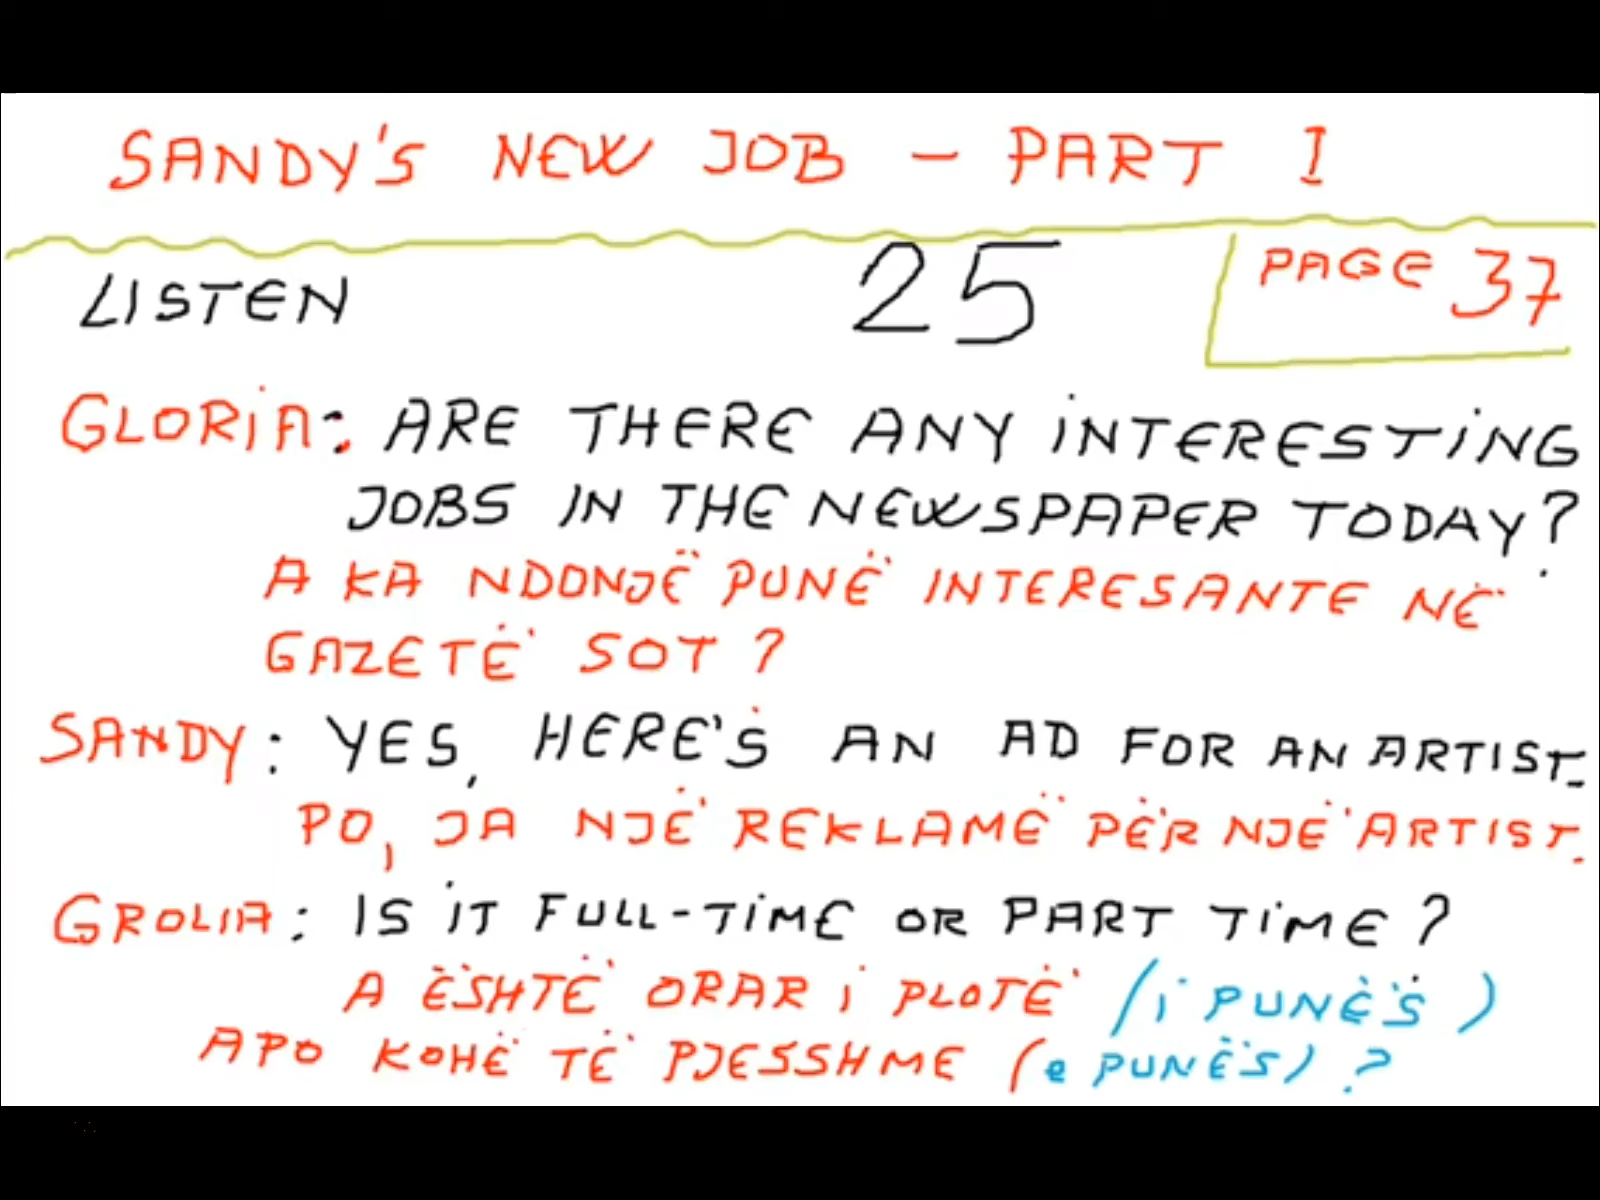 SANDY'S NEW JOB - PART I
LISTEN 25 PAGE 37
GLORIA: ARE THERE ANY INTERESTING
JOBS IN THE NEWSPAPER TODAY?
A KA NDONJË PUNË INTERESANTE NË
GAZETË SOT?
SANDY: YES, HERE'S AN AD FOR AN ARTIST.
PO, JA NJË REKLAMË PËR NJË ARTIST.
GROLIA: IS IT FULL-TIME OR PART TIME?
A ËSHTË ORAR I PLOTË (I PUNËS)
APO KOHË TË PJESSHME (e PUNËS)?